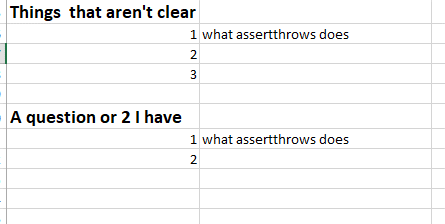 Things  that aren't clear
1 what assertthrows does
2
3
A question or 2 I have
1 what assertthrows does
2